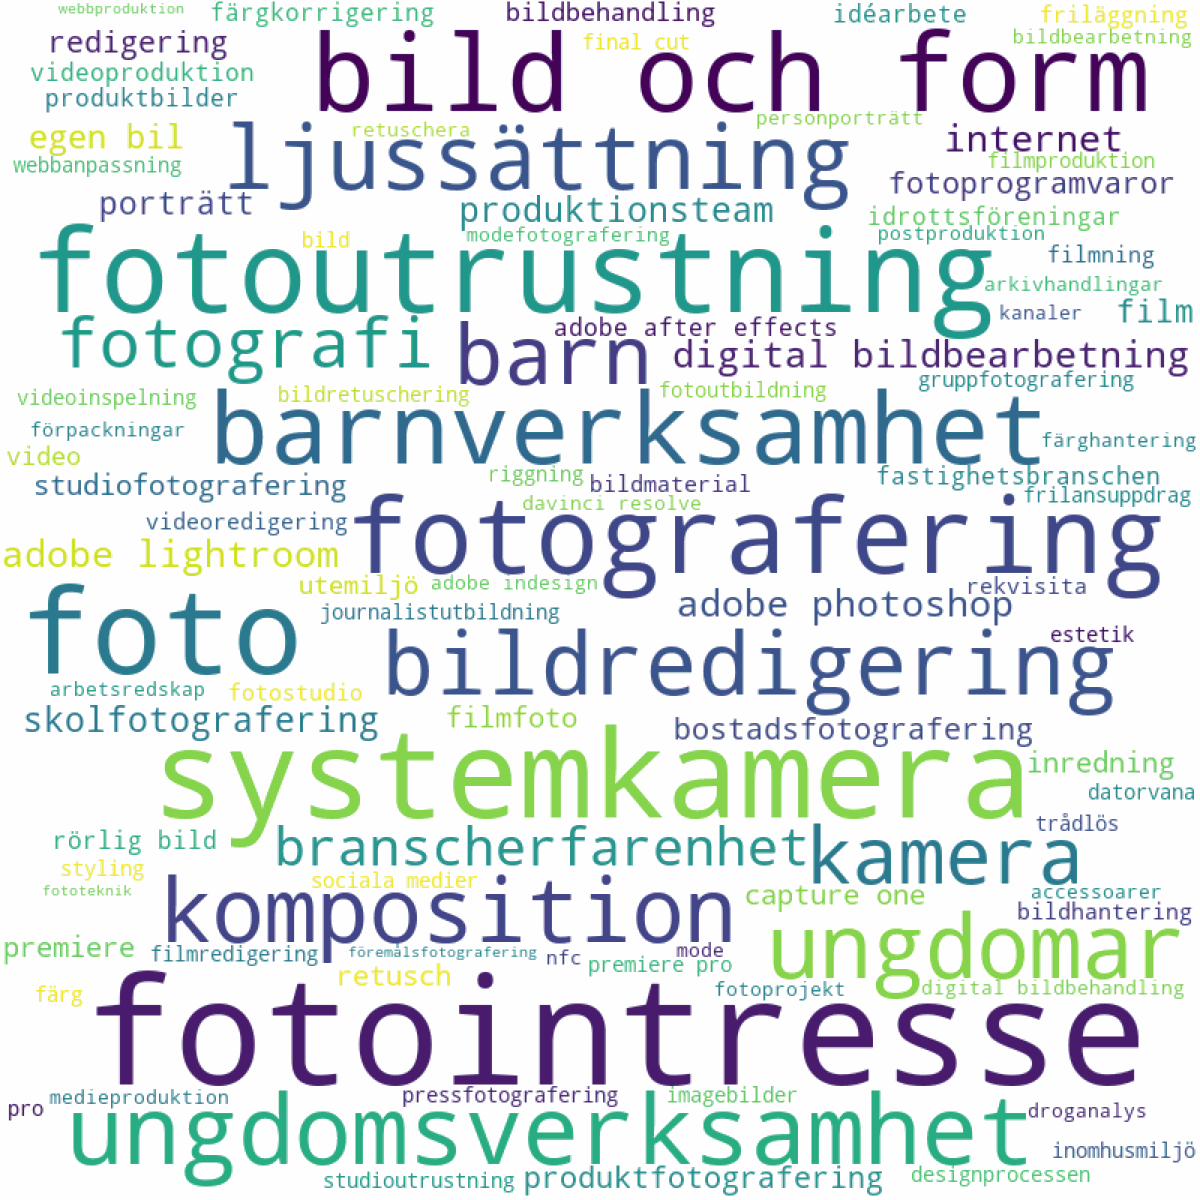 webbproduktion
färgkorrigering
bildbehandling
idéarbete
friläggning
redigering
final cut
bildbearbetning
bild och form
videoproduktion
produktbilder
egen bil
retuschera
personporträtt
internet
ljussättning
webbanpassning
filmproduktion
fotoprogramvaror
porträtt
produktionsteam
idrottsföreningar
bild
modefotografering
postproduktion
fotoutrustning
filmning
arkivhandlingar
kanaler
film
fotografi
adobe after effects
barn
digital bildbearbetning
gruppfotografering
videoinspelning
bildretuschering
fotoutbildning
förpackningar
barnverksamhet
färghantering
video
riggning
fastighetsbranschen
studiofotografering
bildmaterial
frilansuppdrag
davinci resolve
videoredigering
fotografering
adobe lightroom
utemiljö
adobe indesign
rekvisita
journalistutbildning
adobe photoshop
foto
estetik
bildredigering
arbetsredskap
fotostudio
skolfotografering
filmfoto
bostadsfotografering
systemkamera
inredning
datorvana
trådlös
rörlig bild
branscherfarenhet
kamera
styling
sociala medier
fototeknik
accessoarer
capture one
komposition
bildhantering
premiere
filmredigering
föremålsfotografering
nfc
mode
ungdomar
premiere pro
retusch
färg
fotoprojekt
digital bildbehandling
fotointresse
medieproduktion
pressfotografering
imagebilder
pro
droganalys
ungdomsverksamhet
inomhusmiljö
studioutrustning
produktfotografering
designprocessen